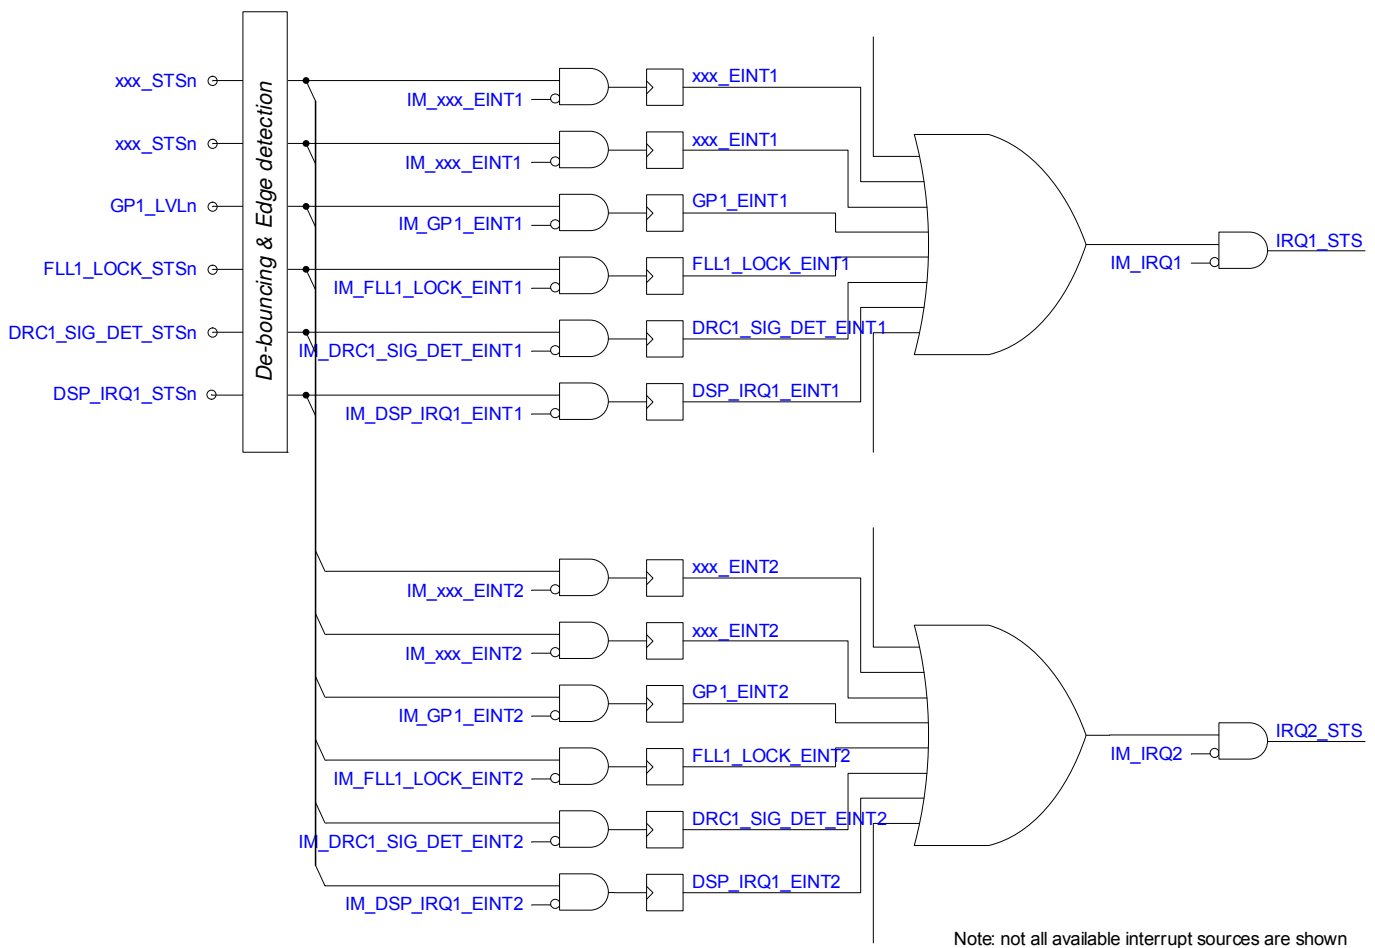 xxx_STSn
xxx_STSn
GP1_LVLn
FLL1_LOCK_STSn
DRC1_SIG_DET_STSn
DSP_IRQ1_STSn
De-bouncing & Edge detection
IM_xxx_EINT1
xxx_EINT1
IM_xxx_EINT1
xxx_EINT1
IM_GP1_EINT1
GP1_EINT1
IM_FLL1_LOCK_EINT1
FLL1_LOCK_EINT1
IM_DRC1_SIG_DET_EINT1
DRC1_SIG_DET_EINT1
IM_DSP_IRQ1_EINT1
DSP_IRQ1_EINT1
IM_IRQ1
IRQ1_STS
IM_xxx_EINT2
xxx_EINT2
IM_xxx_EINT2
xxx_EINT2
IM_GP1_EINT2
GP1_EINT2
IM_FLL1_LOCK_EINT2
FLL1_LOCK_EINT2
IM_DRC1_SIG_DET_EINT2
DRC1_SIG_DET_EINT2
IM_DSP_IRQ1_EINT2
DSP_IRQ1_EINT2
IM_IRQ2
IRQ2_STS
Note: not all available interrupt sources are shown